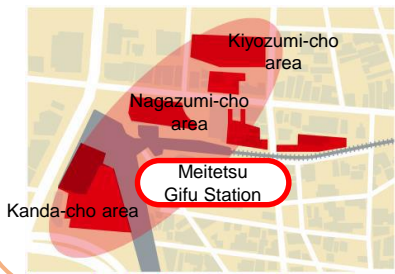 Kiyozumi-cho
area
Nagazumi-cho
area
Meitetsu
Gifu Station
Kanda-cho area